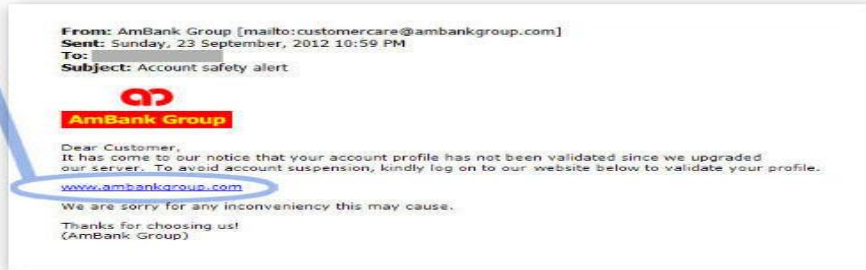 From: AmBank Group [mailto:customercare@ambankgroup.com]
Sent: Sunday, 23 September, 2012 10:59 PM
To:
Subject: Account safety alert
AmBank Group
Dear Customer,
It has come to our notice that your account profile has not been validated since we upgraded
our server. To avoid account suspension, kindly log on to our website below to validate your profile.
www.ambankgroup.com
We are sorry for any inconveniency this may cause.
Thanks for choosing us!
(AmBank Group)